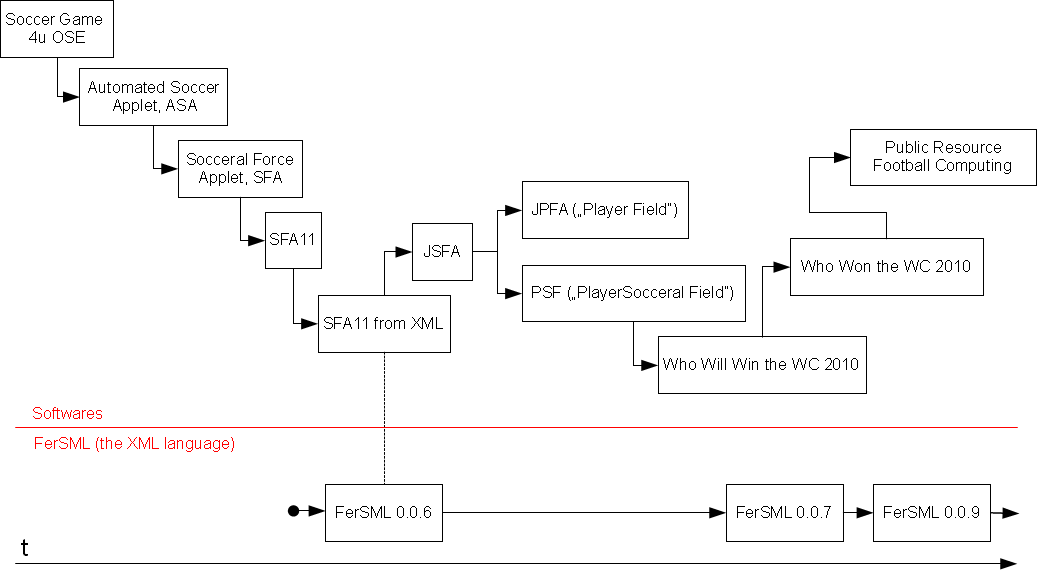 Soccer Game
4u OSE
Automated Soccer
Applet, ASA
Socceral Force
Applet, SFA
SFA11
SFA11 from XML
JSFA
JPFA („Player Field”)
PSF („PlayerSocceral Field”)
Who Will Win the WC 2010
Who Won the WC 2010
Public Resource
Football Computing
Softwares
FerSML (the XML language)
FerSML 0.0.6
FerSML 0.0.7
FerSML 0.0.9
t